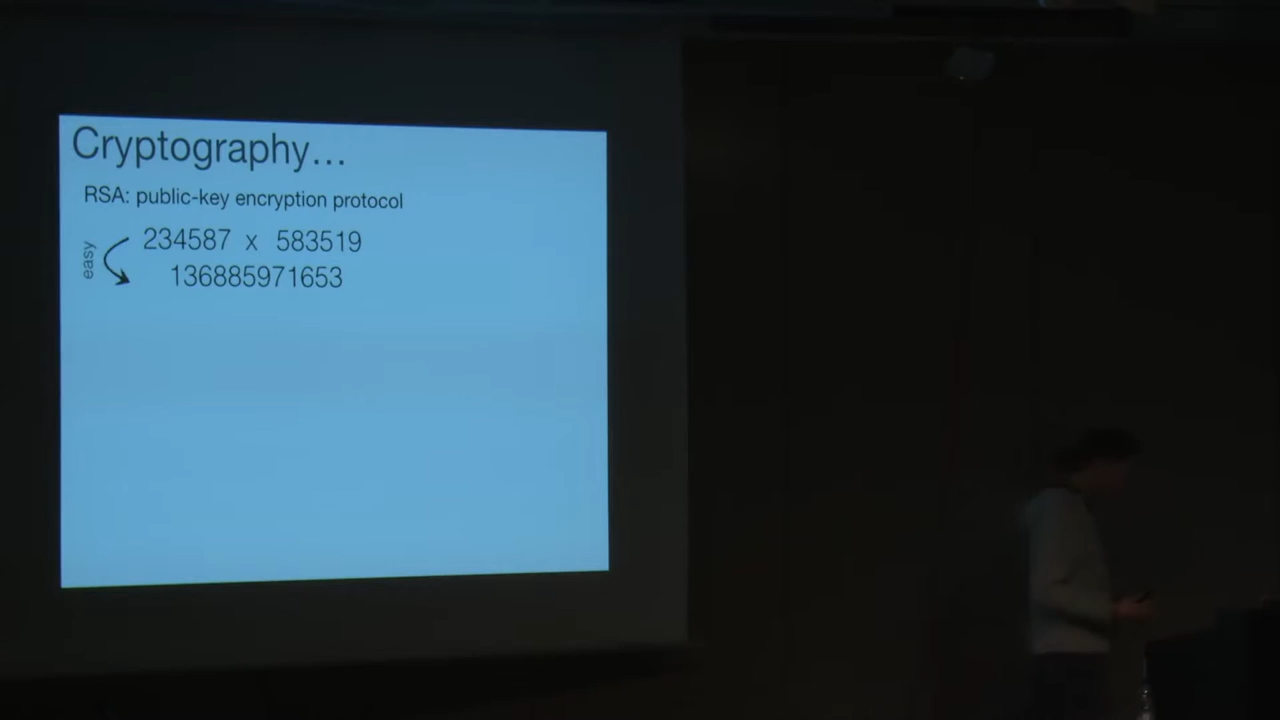 Cryptography...
RSA: public-key encryption protocol
easy
234587 x 583519
136885971653